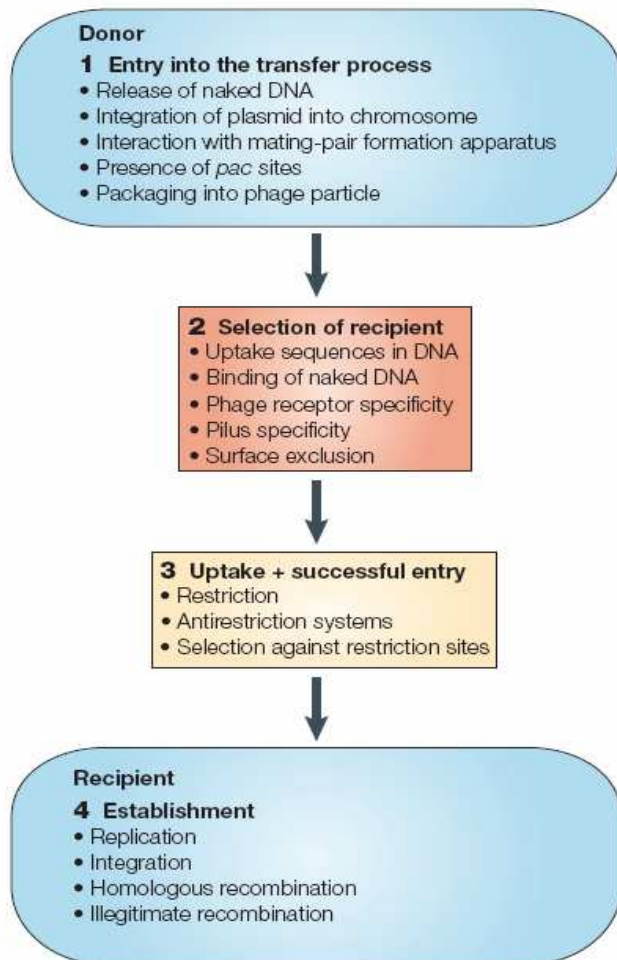 Donor
1 Entry into the transfer process
• Release of naked DNA
• Integration of plasmid into chromosome
• Interaction with mating-pair formation apparatus
• Presence of pac sites
• Packaging into phage particle
2 Selection of recipient
• Uptake sequences in DNA
• Binding of naked DNA
• Phage receptor specificity
• Pilus specificity
• Surface exclusion
3 Uptake + successful entry
• Restriction
• Antirestriction systems
• Selection against restriction sites
Recipient
4 Establishment
• Replication
• Integration
• Homologous recombination
• Illegitimate recombination